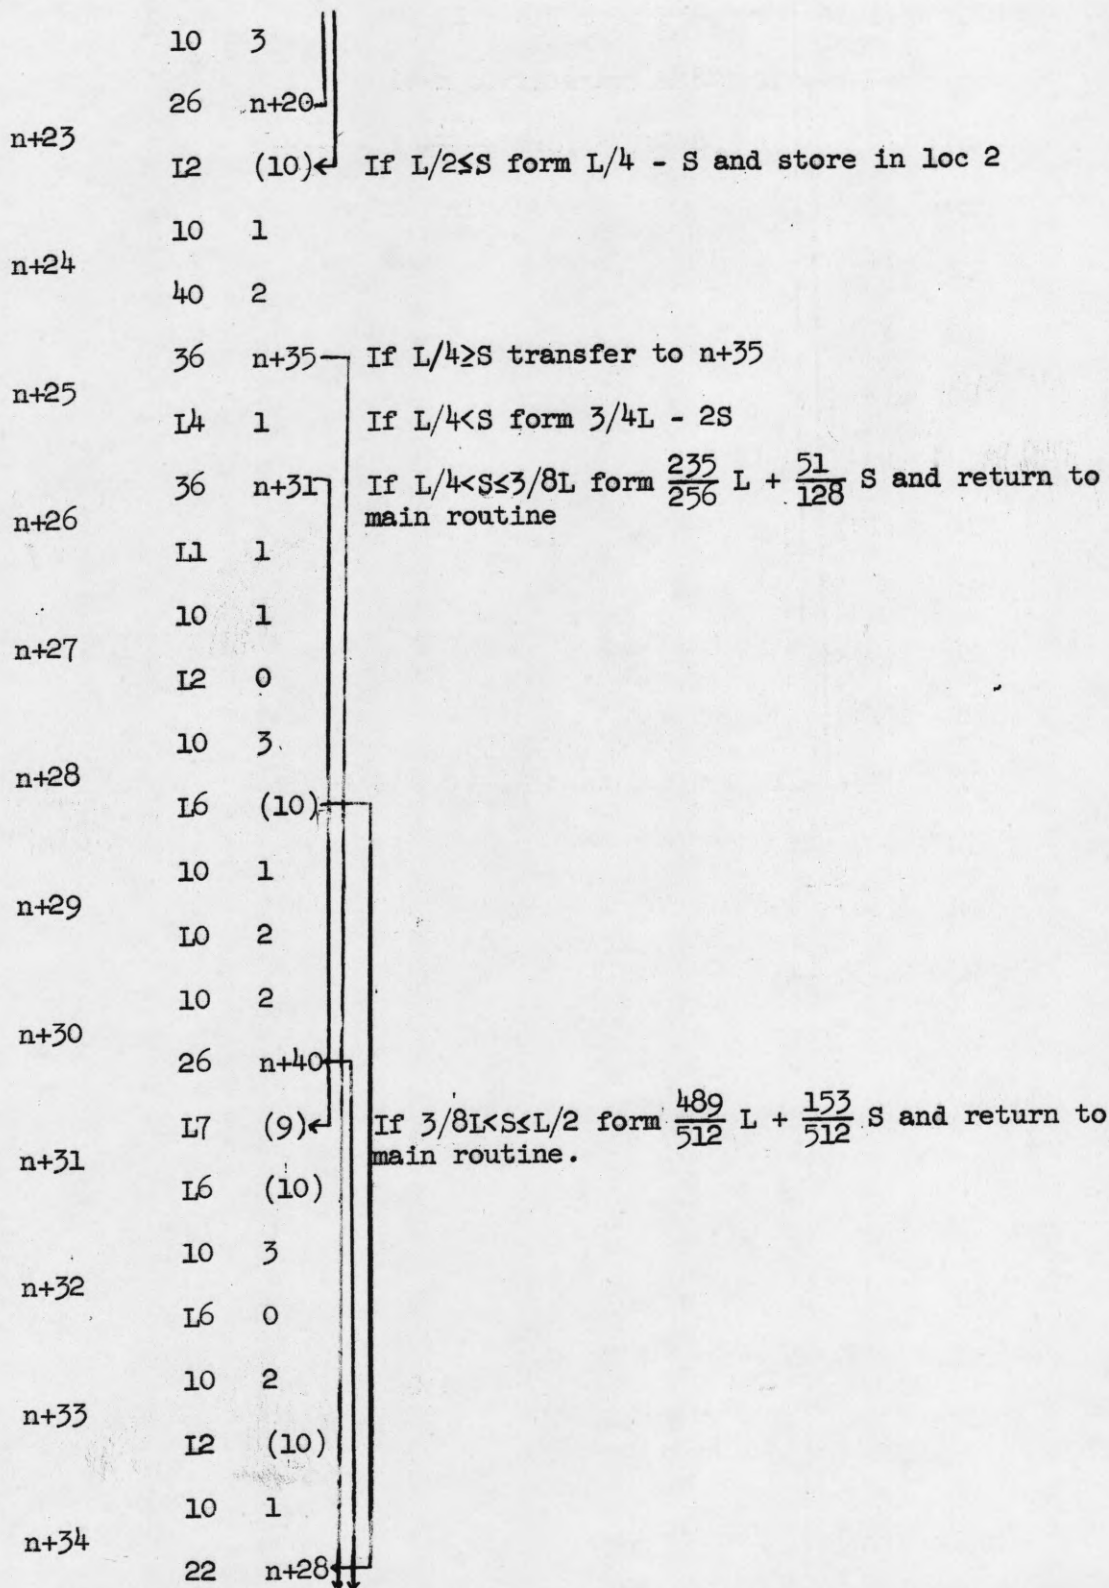 10 3
26 n+20
n+23
L2 (10) If L/2≤S form L/4 - S and store in loc 2
10 1
n+24
40 2
36 n+35 If L/4≥S transfer to n+35
n+25
L4 1 If L/4<S form 3/4L - 2S
36 n+31 If L/4<S≤3/8L form 235/256 L + 51/128 S and return to
n+26 main routine
L1 1
10 1
n+27
L2 0
10 3
n+28
L6 (10)
10 1
n+29
L0 2
10 2
n+30
26 n+40
L7 (9) If 3/8L<S≤L/2 form 489/512 L + 153/512 S and return to
n+31 main routine.
L6 (10)
10 3
n+32
L6 0
10 2
n+33
L2 (10)
10 1
n+34
22 n+28